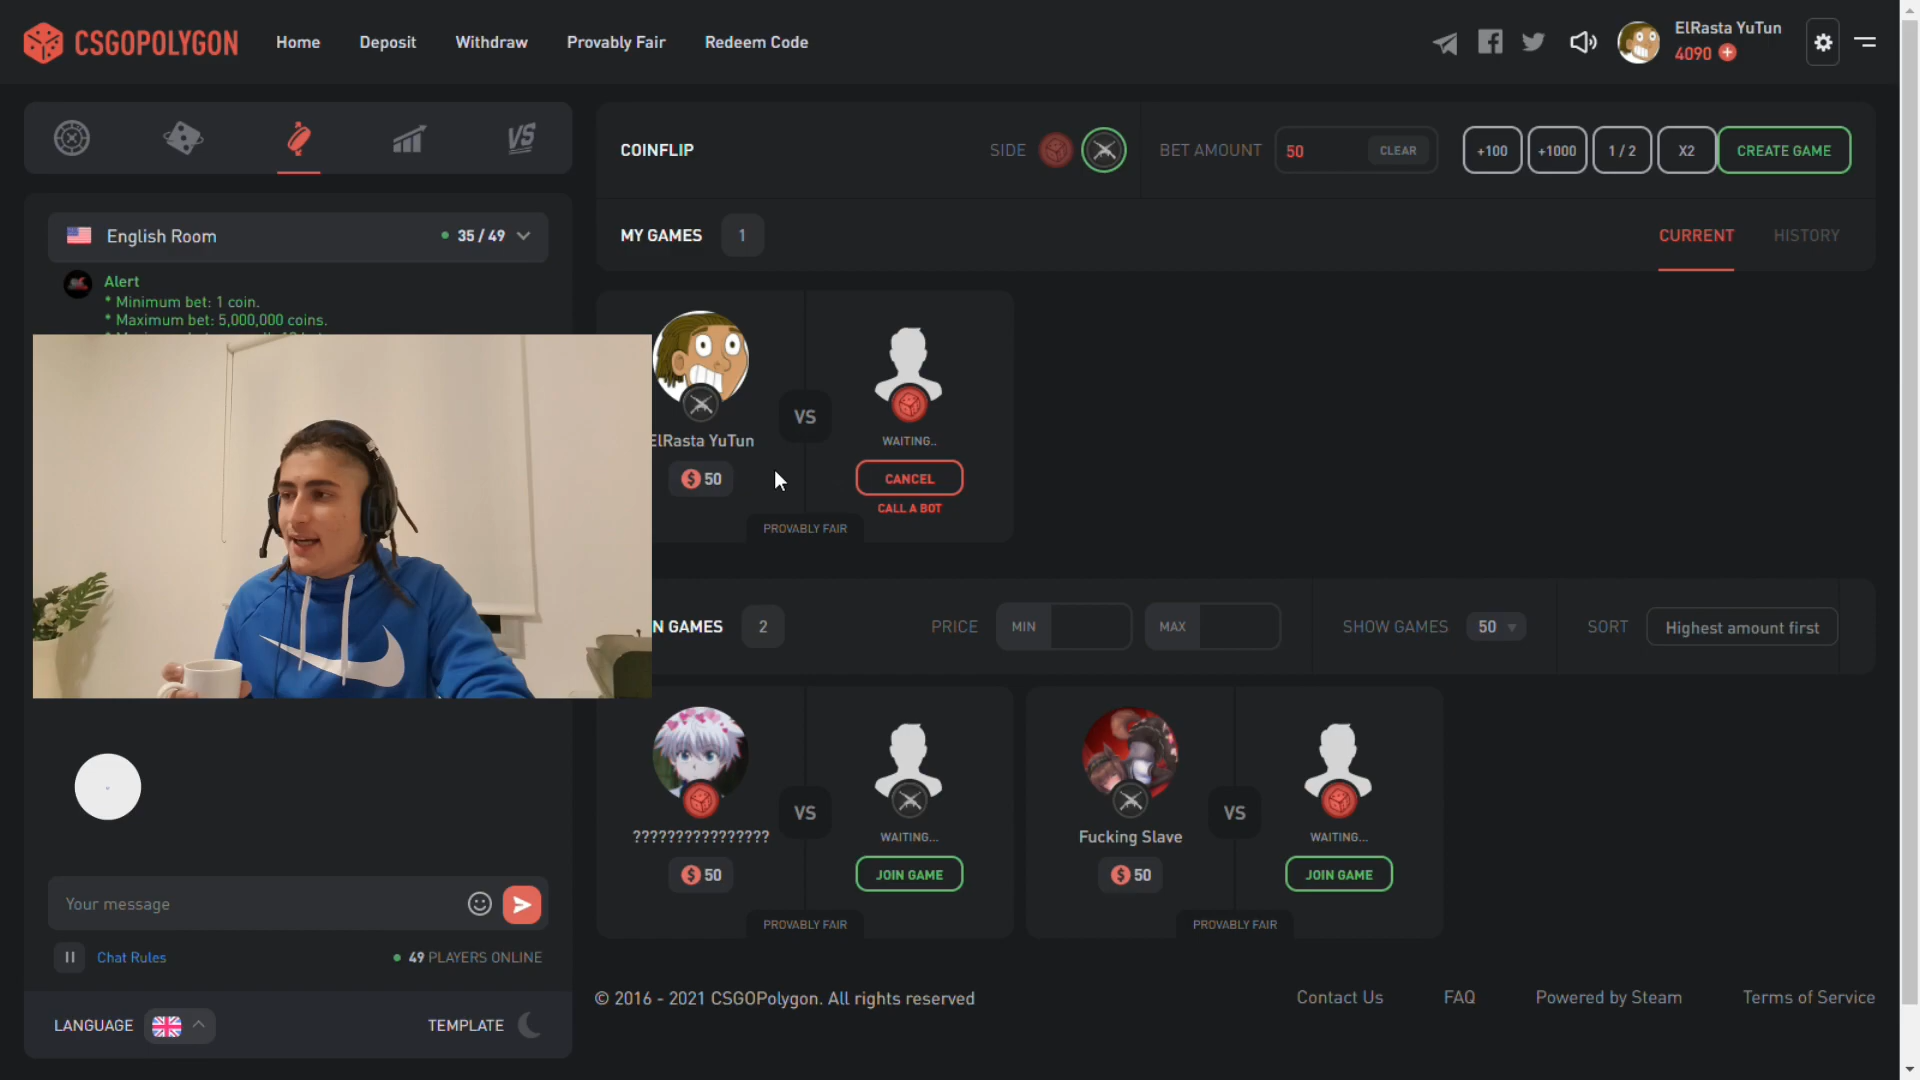 CSGOPOLYGON Home Deposit Withdraw Provably Fair Redeem Code ElRasta YuTun
4090
VS
COINFLIP SIDE BET AMOUNT 50 CLEAR +100 +1000 1 / 2 X2 CREATE GAME
English Room 35 / 49
MY GAMES 1 CURRENT HISTORY
Alert
* Minimum bet: 1 coin.
* Maximum bet: 5,000,000 coins.
VS
ElRasta YuTun WAITING..
$ 50 CANCEL
CALL A BOT
PROVABLY FAIR
N GAMES 2 PRICE MIN MAX SHOW GAMES 50 SORT Highest amount first
VS VS
???????????????? WAITING... Fucking Slave WAITING...
$ 50 JOIN GAME $ 50 JOIN GAME
PROVABLY FAIR PROVABLY FAIR
Your message
Chat Rules 49 PLAYERS ONLINE
© 2016 - 2021 CSGOPolygon. All rights reserved Contact Us FAQ Powered by Steam Terms of Service
LANGUAGE TEMPLATE